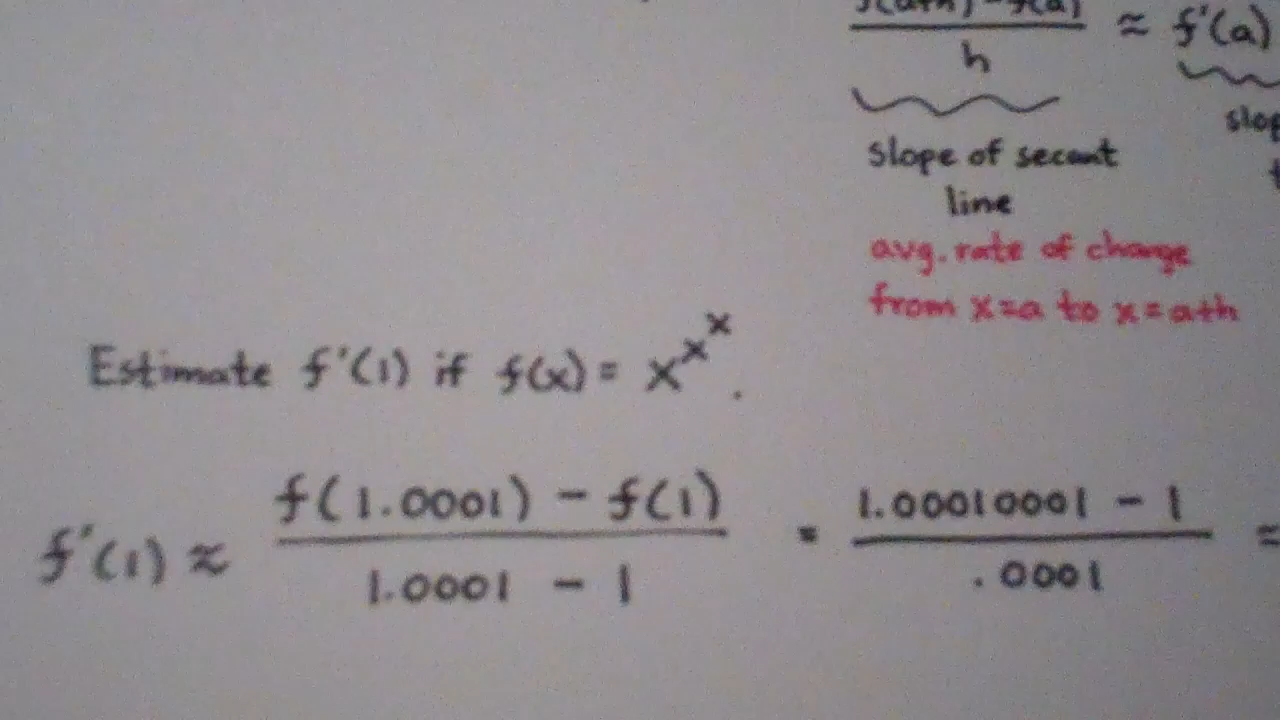 f(a+h) - f(a) / h ≈ f'(a)
slope of secant
line
avg. rate of change
from x=a to x=a+h
Estimate f'(1) if f(x) = x^x^x.
f'(1) ≈ f(1.0001) - f(1) / 1.0001 - 1 = 1.00010001 - 1 / .0001 =